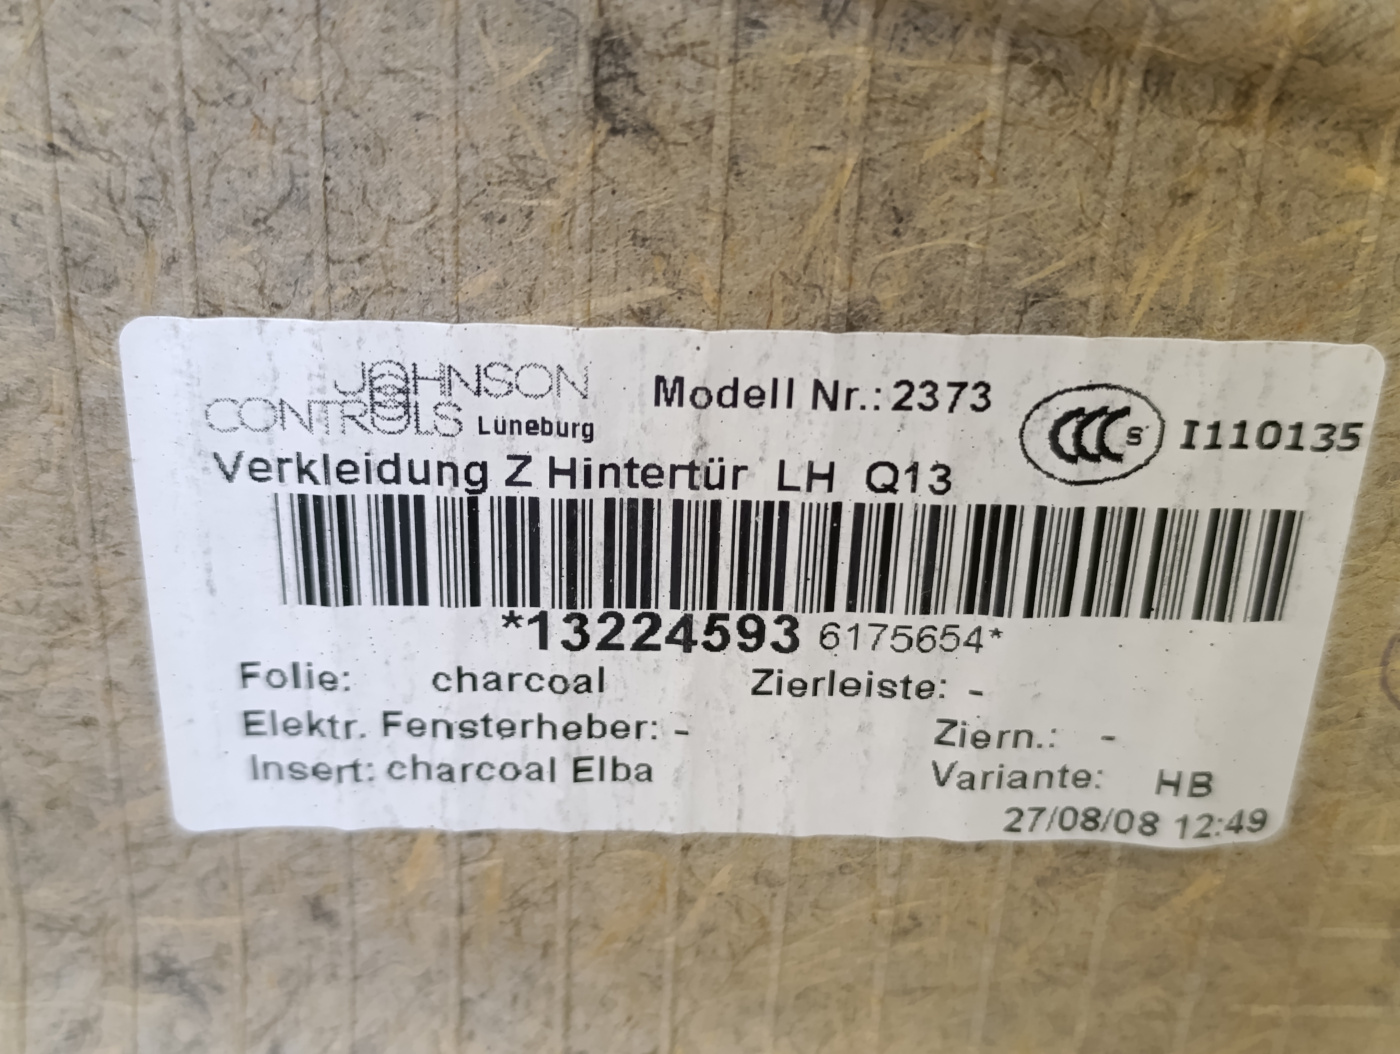 JOHNSON
CONTROLS Lüneburg
Modell Nr.: 2373
CCC S I110135
Verkleidung Z Hintertür LH Q13
*13224593 6175654*
Folie: charcoal Zierleiste: -
Elektr. Fensterheber: - Ziern.: -
Insert: charcoal Elba Variante: HB
27/08/08 12:49